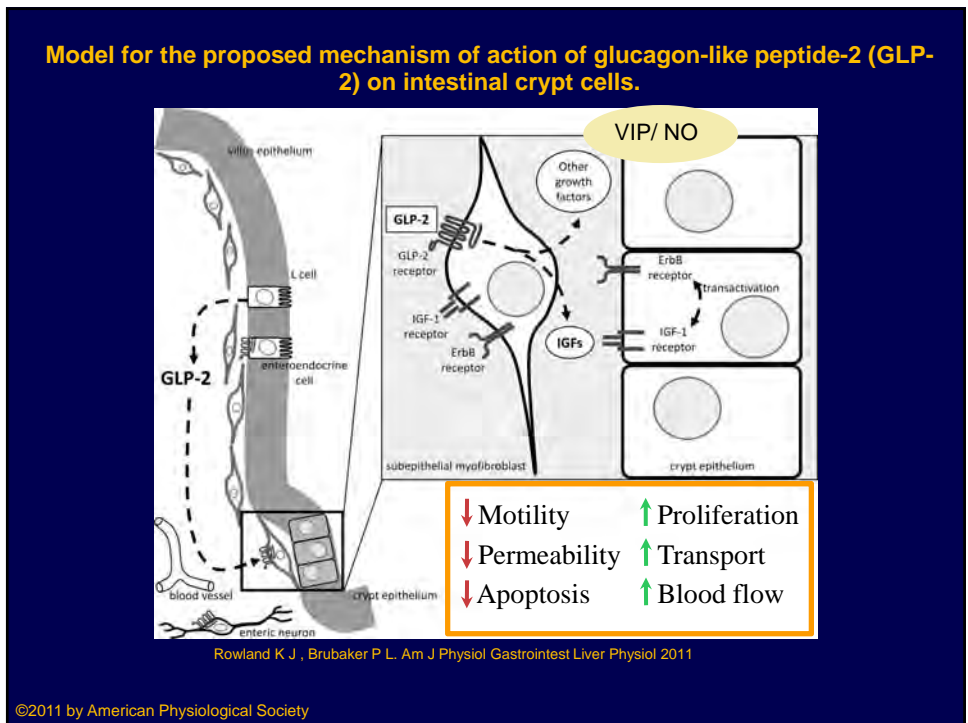 Model for the proposed mechanism of action of glucagon-like peptide-2 (GLP-
2) on intestinal crypt cells.
VIP/ NO
villus epithelium
Other
growth
factors
GLP-2
GLP-2
receptor
ErbB
receptor
L cell
transactivation
IGF-1
receptor
IGFs
IGF-1
receptor
ErbB
receptor
enteroendocrine
cell
GLP-2
subepithelial myofibroblast
crypt epithelium
↓ Motility
↑ Proliferation
↓ Permeability
↑ Transport
↓ Apoptosis
↑ Blood flow
blood vessel
crypt epithelium
enteric neuron
Rowland K J , Brubaker P L. Am J Physiol Gastrointest Liver Physiol 2011
©2011 by American Physiological Society